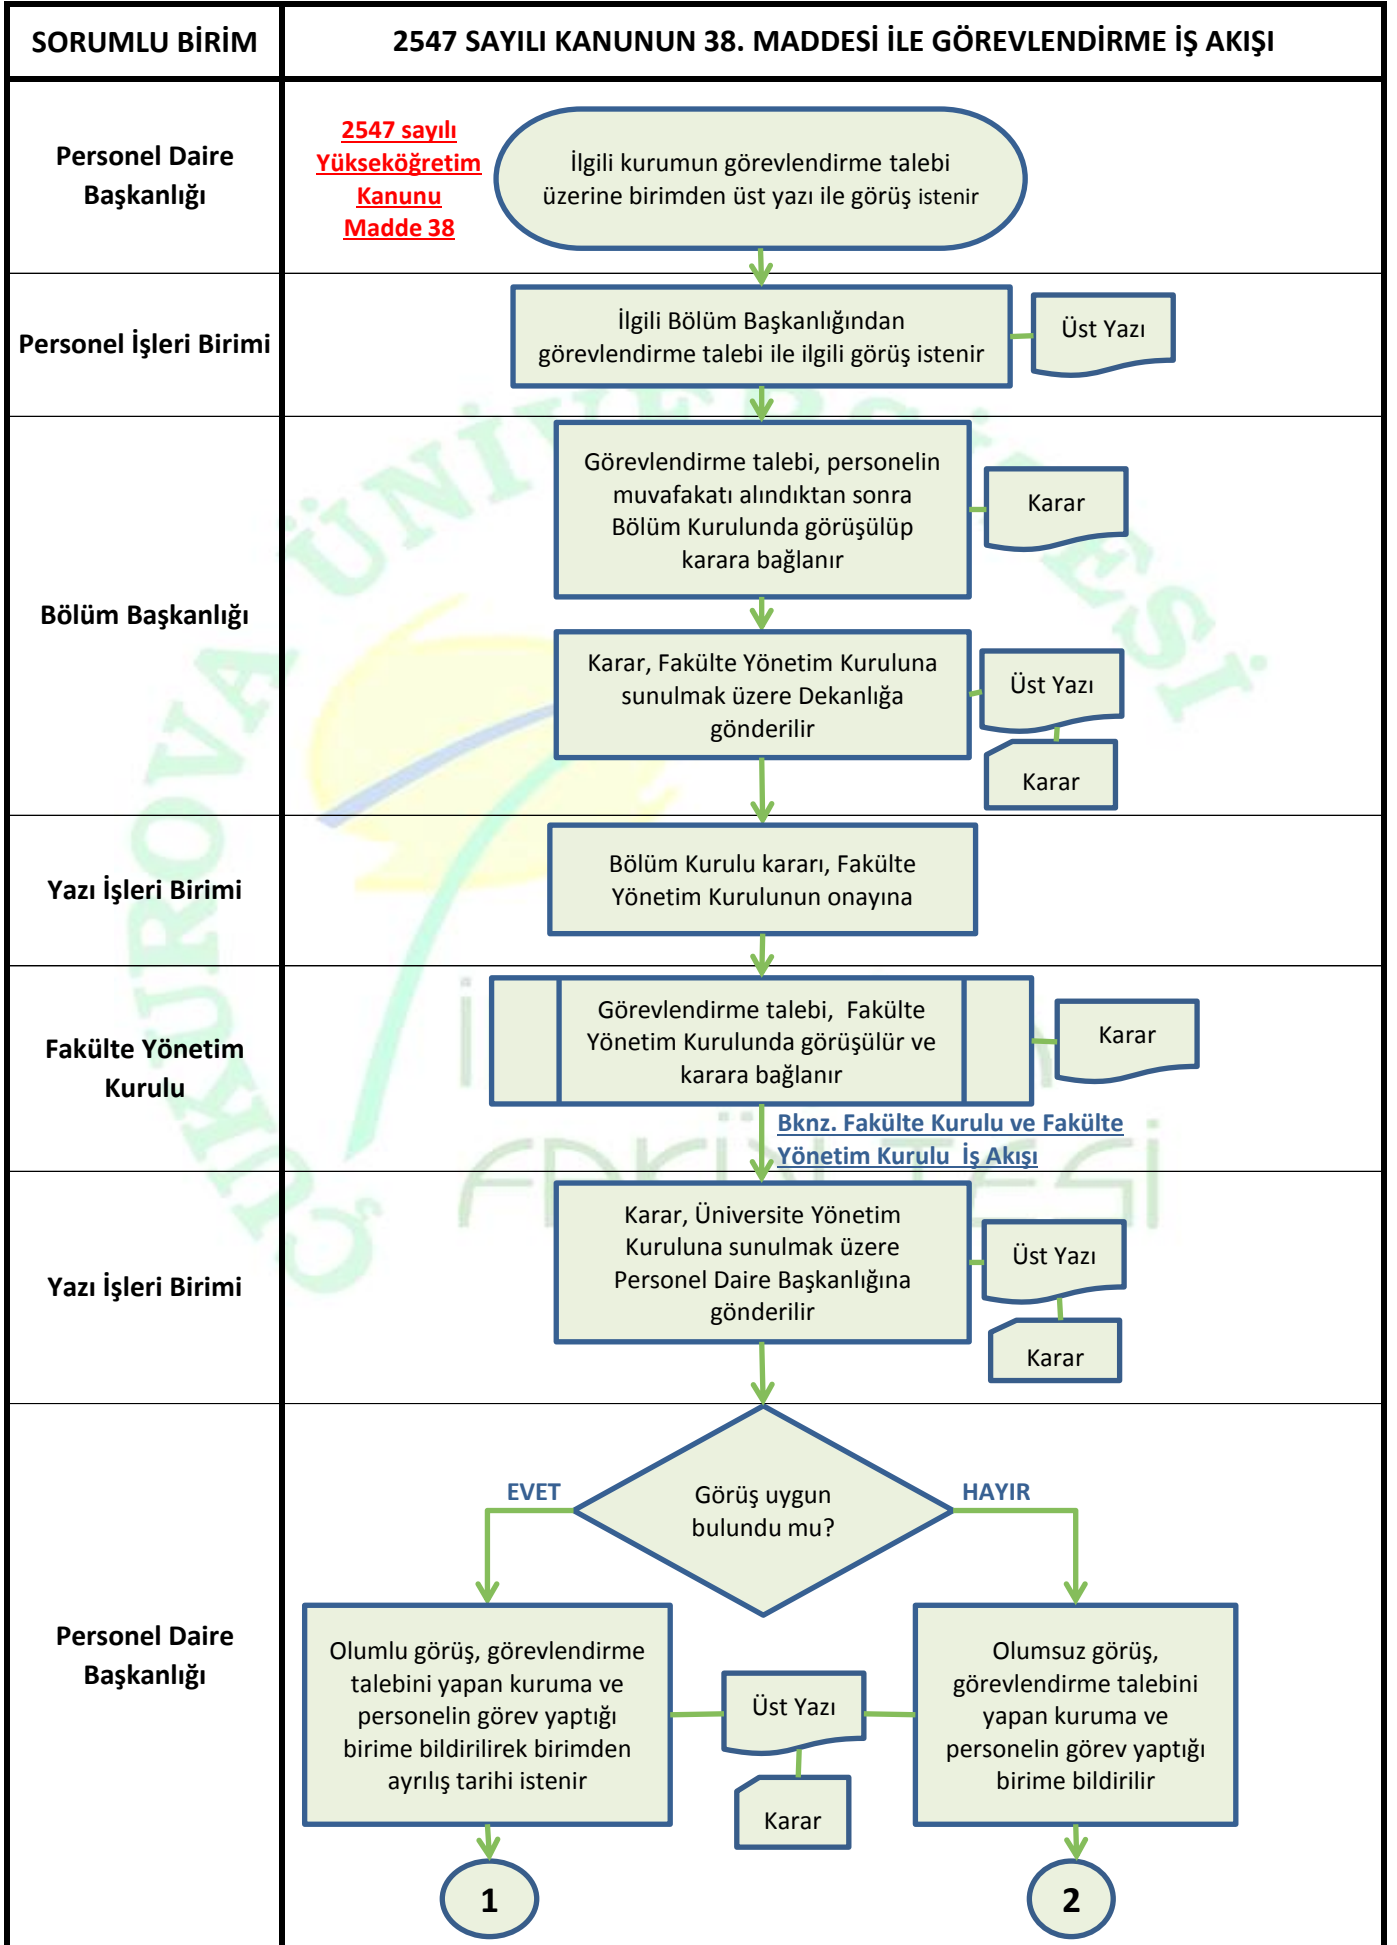 SORUMLU BİRİM
2547 SAYILI KANUNUN 38. MADDESİ İLE GÖREVLENDİRME İŞ AKIŞI
Personel Daire
Başkanlığı
2547 sayılı
Yükseköğretim
Kanunu
Madde 38
İlgili kurumun görevlendirme talebi
üzerine birimden üst yazı ile görüş istenir
Personel İşleri Birimi
İlgili Bölüm Başkanlığından
görevlendirme talebi ile ilgili görüş istenir
Üst Yazı
Bölüm Başkanlığı
Görevlendirme talebi, personelin
muvafakatı alındıktan sonra
Bölüm Kurulunda görüşülüp
karara bağlanır
Karar
Karar, Fakülte Yönetim Kuruluna
sunulmak üzere Dekanlığa
gönderilir
Üst Yazı
Karar
Yazı İşleri Birimi
Bölüm Kurulu kararı, Fakülte
Yönetim Kurulunun onayına
Fakülte Yönetim
Kurulu
Görevlendirme talebi,  Fakülte
Yönetim Kurulunda görüşülür ve
karara bağlanır
Karar
Bknz. Fakülte Kurulu ve Fakülte
Yönetim Kurulu  İş Akışı
Yazı İşleri Birimi
Karar, Üniversite Yönetim
Kuruluna sunulmak üzere
Personel Daire Başkanlığına
gönderilir
Üst Yazı
Karar
Personel Daire
Başkanlığı
Görüş uygun
bulundu mu?
EVET
HAYIR
Olumlu görüş, görevlendirme
talebini yapan kuruma ve
personelin görev yaptığı
birime bildirilirek birimden
ayrılış tarihi istenir
Üst Yazı
Karar
Olumsuz görüş,
görevlendirme talebini
yapan kuruma ve
personelin görev yaptığı
birime bildirilir
1
2
ÇUKUROVA ÜNİVERSİTESİ
FAKÜLTESİ